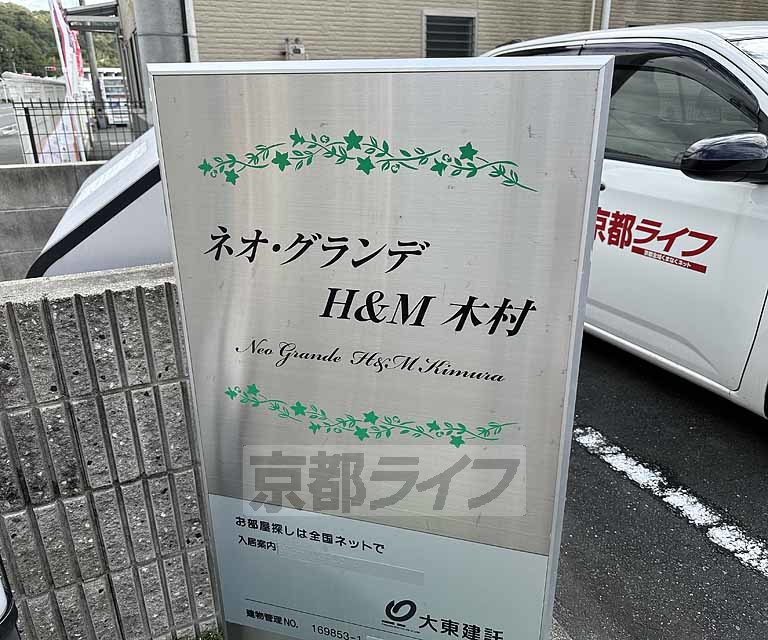 ネオ・グランデ
H&M 木村
Neo Grande H&M Kimura
京都ライフ
お部屋探しは全国ネットで
入居案内
建物管理NO. 169853-1
大東建託
京都ライフ